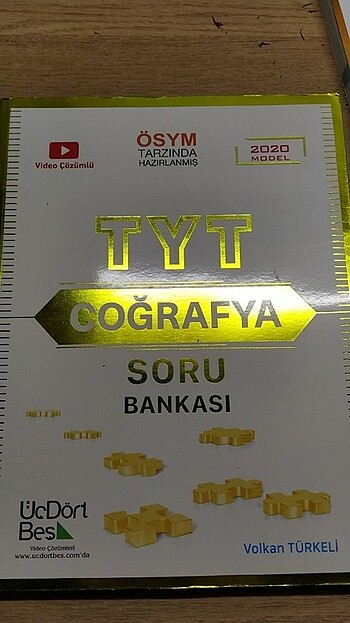 Video Çözümlü
ÖSYM
TARZINDA
HAZIRLANMIŞ
2020
MODEL
TYT
COĞRAFYA
SORU
BANKASI
ÜçDört
Beş
Video Çözümleri
www.ucdortbes.com'da
Volkan TÜRKELİ